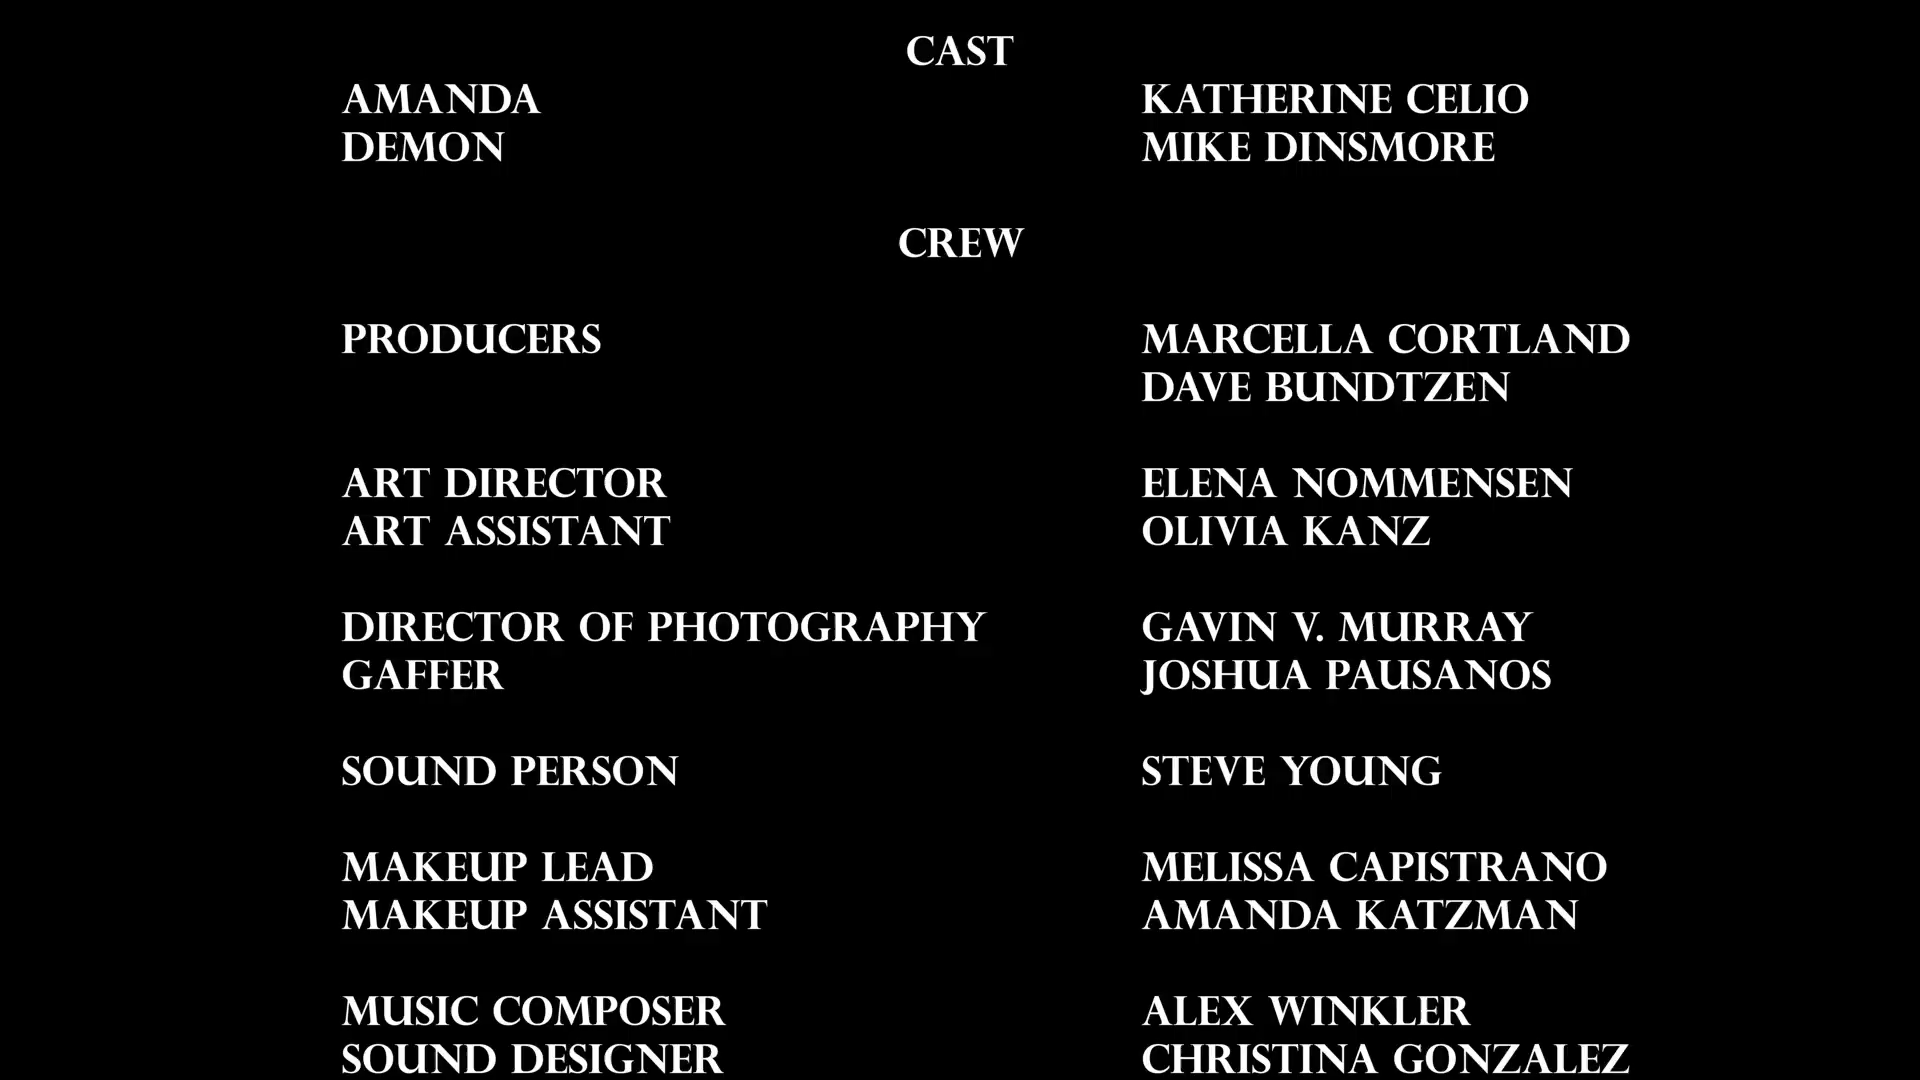 CAST
AMANDA KATHERINE CELIO
DEMON MIKE DINSMORE
CREW
PRODUCERS MARCELLA CORTLAND
DAVE BUNDTZEN
ART DIRECTOR ELENA NOMMENSEN
ART ASSISTANT OLIVIA KANZ
DIRECTOR OF PHOTOGRAPHY GAVIN V. MURRAY
GAFFER JOSHUA PAUSANOS
SOUND PERSON STEVE YOUNG
MAKEUP LEAD MELISSA CAPISTRANO
MAKEUP ASSISTANT AMANDA KATZMAN
MUSIC COMPOSER ALEX WINKLER
SOUND DESIGNER CHRISTINA GONZALEZ